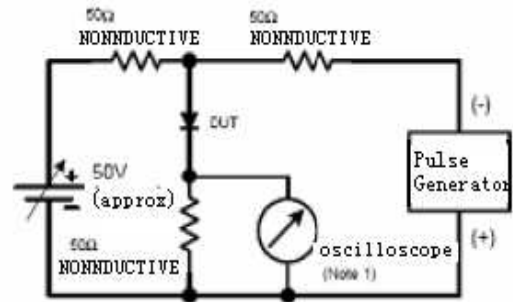 50Ω 50Ω
NONNDUCTIVE NONNDUCTIVE
(-)
DUT
50V
(approx)
Pulse
Generator
50Ω
NONNDUCTIVE
oscilloscope
(Note 1)
(+)